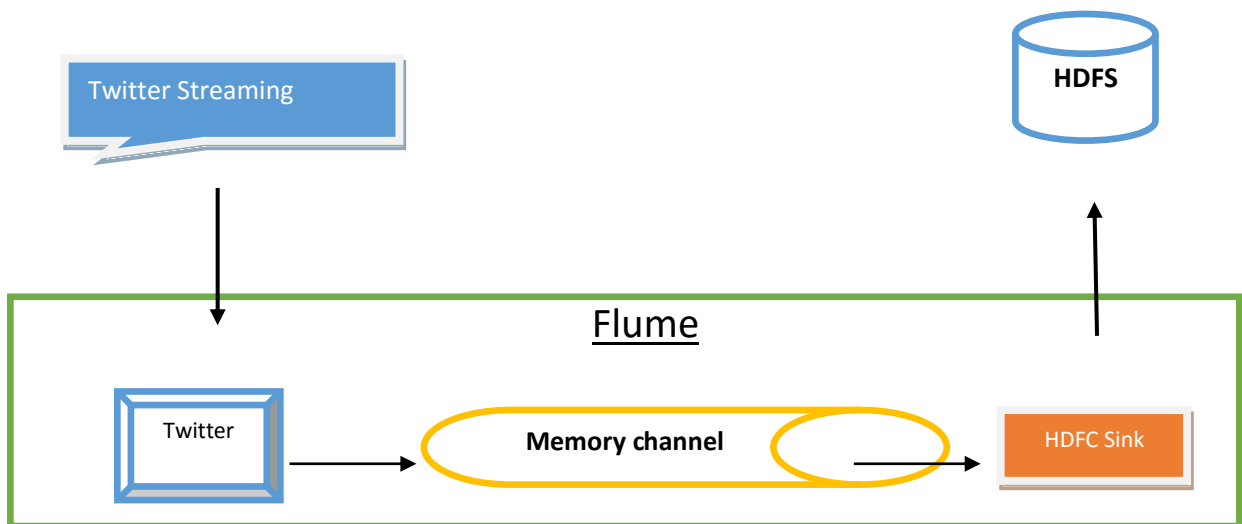 Twitter Streaming
HDFS
Flume
Twitter
Memory channel
HDFC Sink